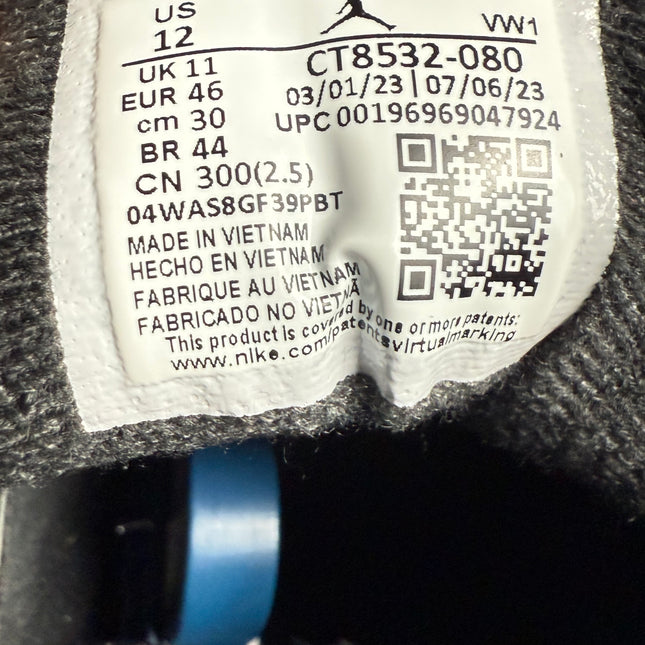 US
12
VW1
UK 11
EUR 46
cm 30
BR 44
CN 300(2.5)
CT8532-080
03/01/23 | 07/06/23
UPC 00196969047924
04WAS8GF39PBT
MADE IN VIETNAM
HECHO EN VIETNAM
FABRIQUE AU VIETNAM
FABRICADO NO VIETNÃ
This product is covered by one or more patents:
www.nike.com/patentsvirtualmarking